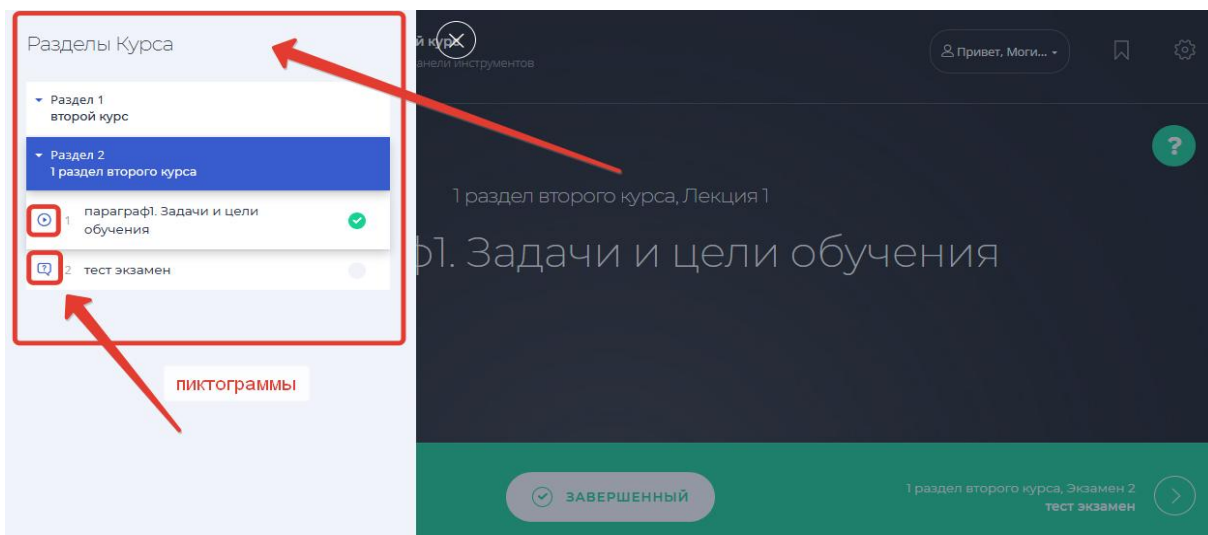 Разделы Курса
Раздел 1
второй курс
Раздел 2
1 раздел второго курса
1 параграф1. Задачи и цели
обучения
2 тест экзамен
пиктограммы
й курс
анели инструментов
Привет, Моги...
?
1 раздел второго курса, Лекция 1
ф1. Задачи и цели обучения
ЗАВЕРШЕННЫЙ
1 раздел второго курса, Экзамен 2
тест экзамен